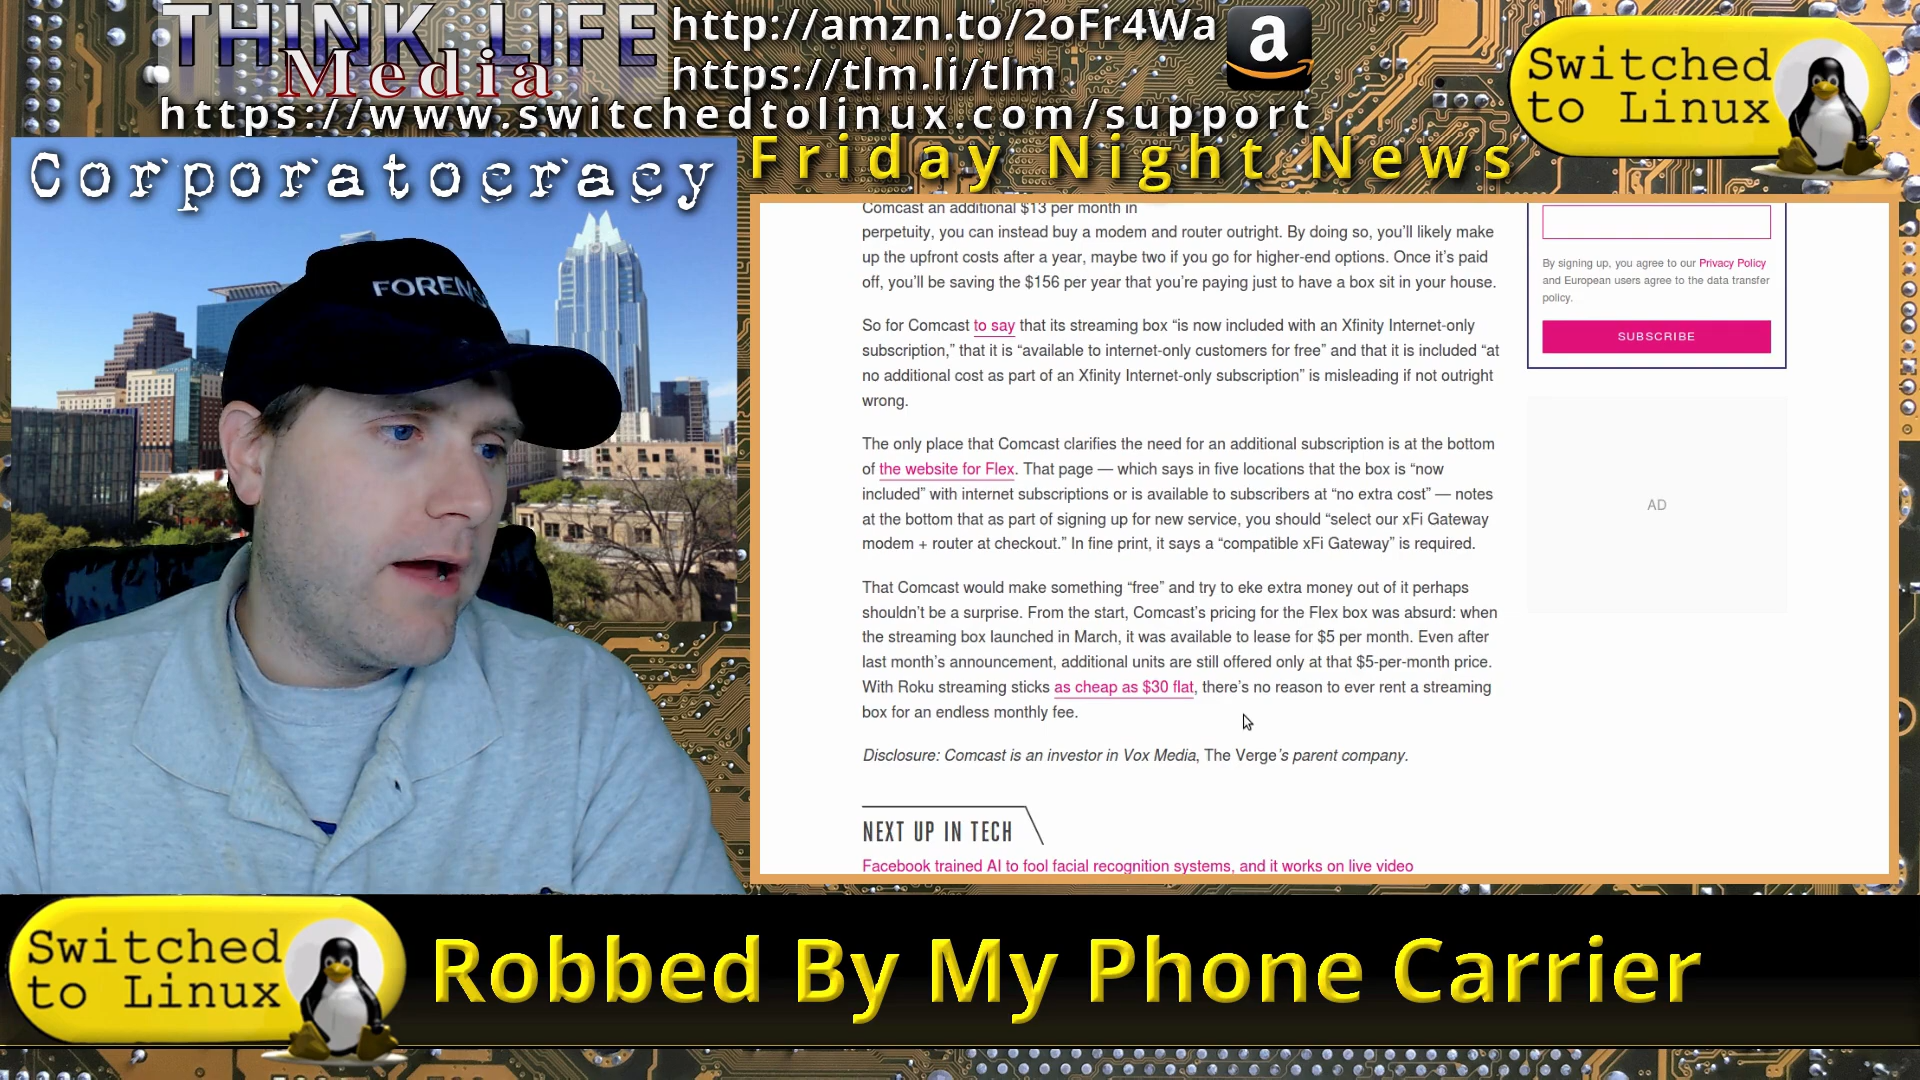 THINK LIFE
Media
http://amzn.to/2oFr4Wa
https://tlm.li/tlm
https://www.switchedtolinux.com/support
a
Switched
to Linux
Corporatocracy
Friday Night News
FORENS
Comcast an additional $13 per month in
perpetuity, you can instead buy a modem and router outright. By doing so, you’ll likely make
up the upfront costs after a year, maybe two if you go for higher-end options. Once it’s paid
off, you’ll be saving the $156 per year that you’re paying just to have a box sit in your house.
So for Comcast to say that its streaming box “is now included with an Xfinity Internet-only
subscription,” that it is “available to internet-only customers for free” and that it is included “at
no additional cost as part of an Xfinity Internet-only subscription” is misleading if not outright
wrong.
The only place that Comcast clarifies the need for an additional subscription is at the bottom
of the website for Flex. That page — which says in five locations that the box is “now
included” with internet subscriptions or is available to subscribers at “no extra cost” — notes
at the bottom that as part of signing up for new service, you should “select our xFi Gateway
modem + router at checkout.” In fine print, it says a “compatible xFi Gateway” is required.
That Comcast would make something “free” and try to eke extra money out of it perhaps
shouldn’t be a surprise. From the start, Comcast’s pricing for the Flex box was absurd: when
the streaming box launched in March, it was available to lease for $5 per month. Even after
last month’s announcement, additional units are still offered only at that $5-per-month price.
With Roku streaming sticks as cheap as $30 flat, there’s no reason to ever rent a streaming
box for an endless monthly fee.
Disclosure: Comcast is an investor in Vox Media, The Verge’s parent company.
NEXT UP IN TECH
Facebook trained AI to fool facial recognition systems, and it works on live video
By signing up, you agree to our Privacy Policy
and European users agree to the data transfer
policy.
SUBSCRIBE
AD
Switched
to Linux
Robbed By My Phone Carrier